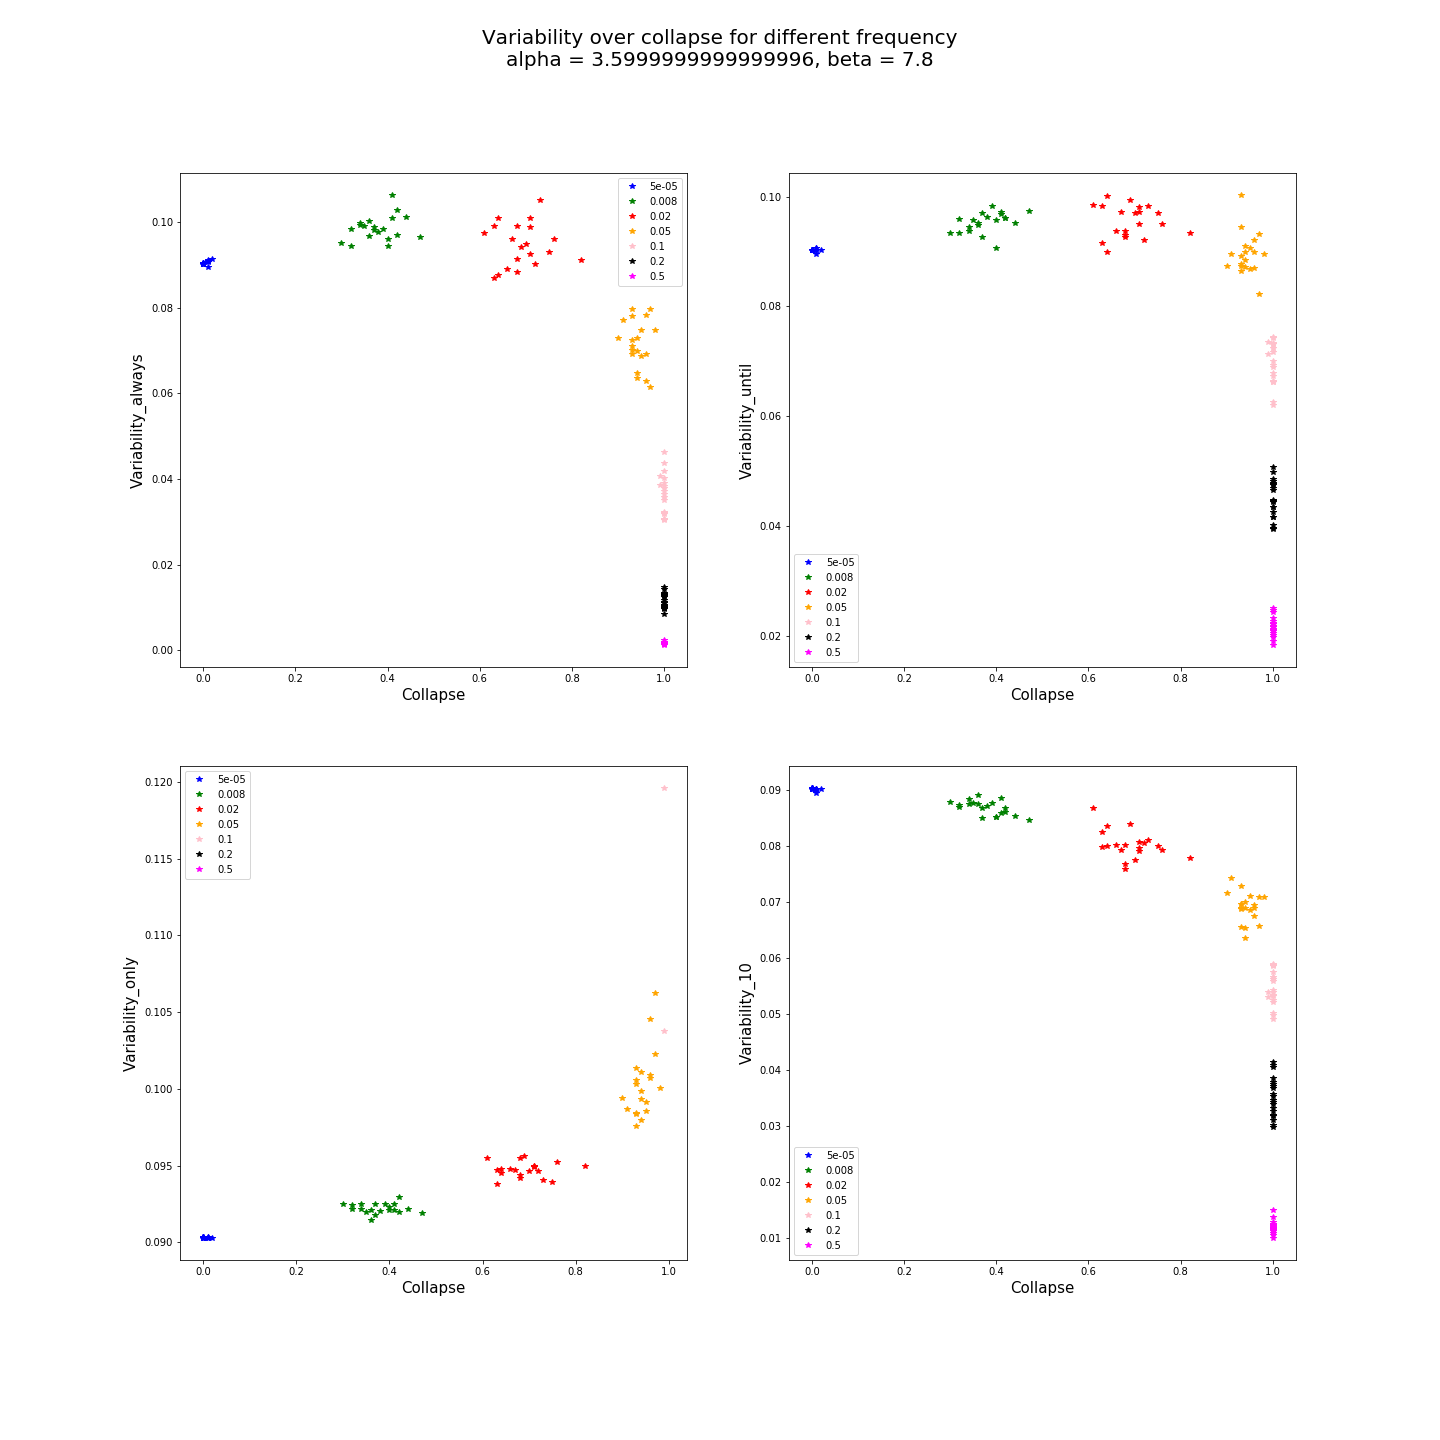 Variability over collapse for different frequency
alpha = 3.5999999999999996, beta = 7.8
Variability_always
0.10
0.08
0.06
0.04
0.02
0.00
5e-05
0.008
0.02
0.05
0.1
0.2
0.5
0.0 0.2 0.4 0.6 0.8 1.0
Collapse
Variability_until
0.10
0.08
0.06
0.04
0.02
5e-05
0.008
0.02
0.05
0.1
0.2
0.5
0.0 0.2 0.4 0.6 0.8 1.0
Collapse
Variability_only
0.120
0.115
0.110
0.105
0.100
0.095
0.090
5e-05
0.008
0.02
0.05
0.1
0.2
0.5
0.0 0.2 0.4 0.6 0.8 1.0
Collapse
Variability_10
0.09
0.08
0.07
0.06
0.05
0.04
0.03
0.02
0.01
5e-05
0.008
0.02
0.05
0.1
0.2
0.5
0.0 0.2 0.4 0.6 0.8 1.0
Collapse